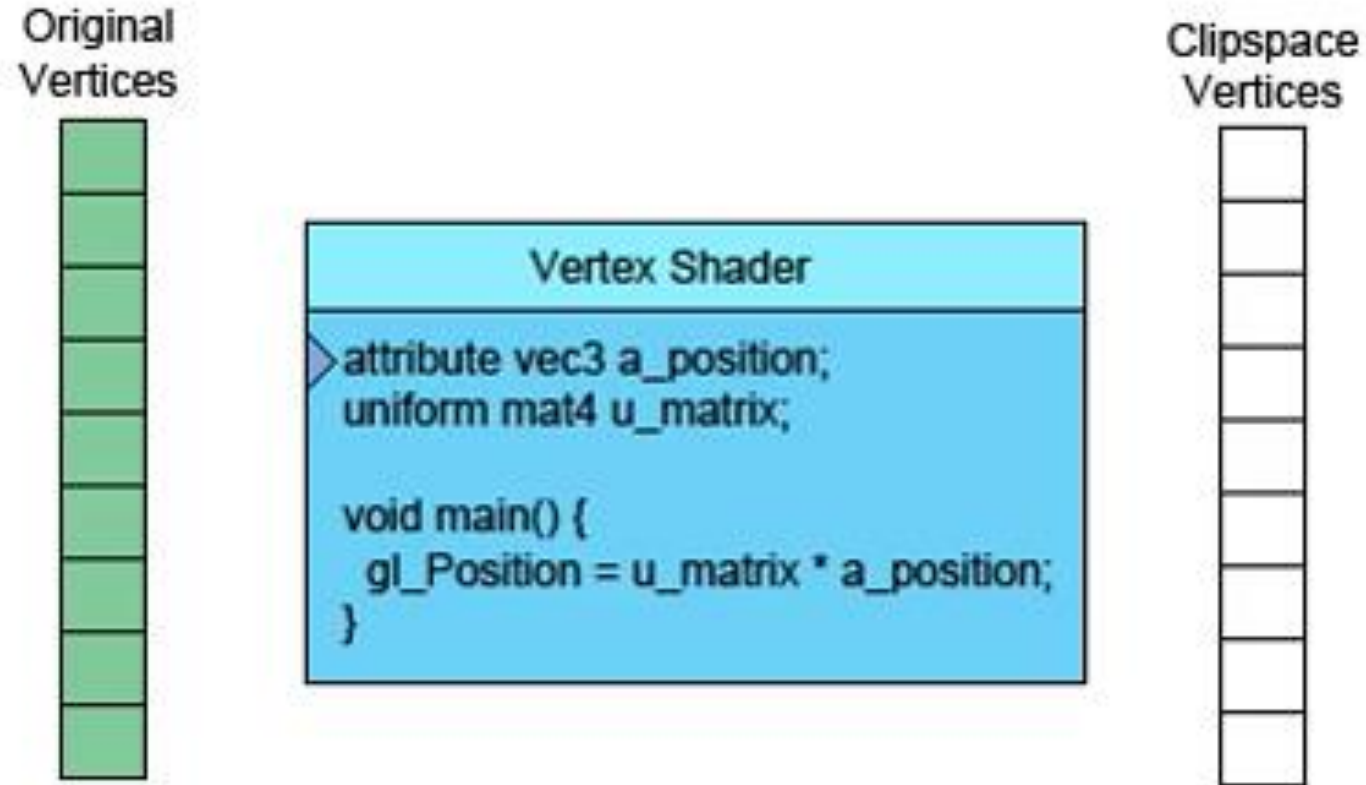 Original
Vertices
Clipspace
Vertices
Vertex Shader
attribute vec3 a_position;
uniform mat4 u_matrix;
void main() {
gl_Position = u_matrix * a_position;
}